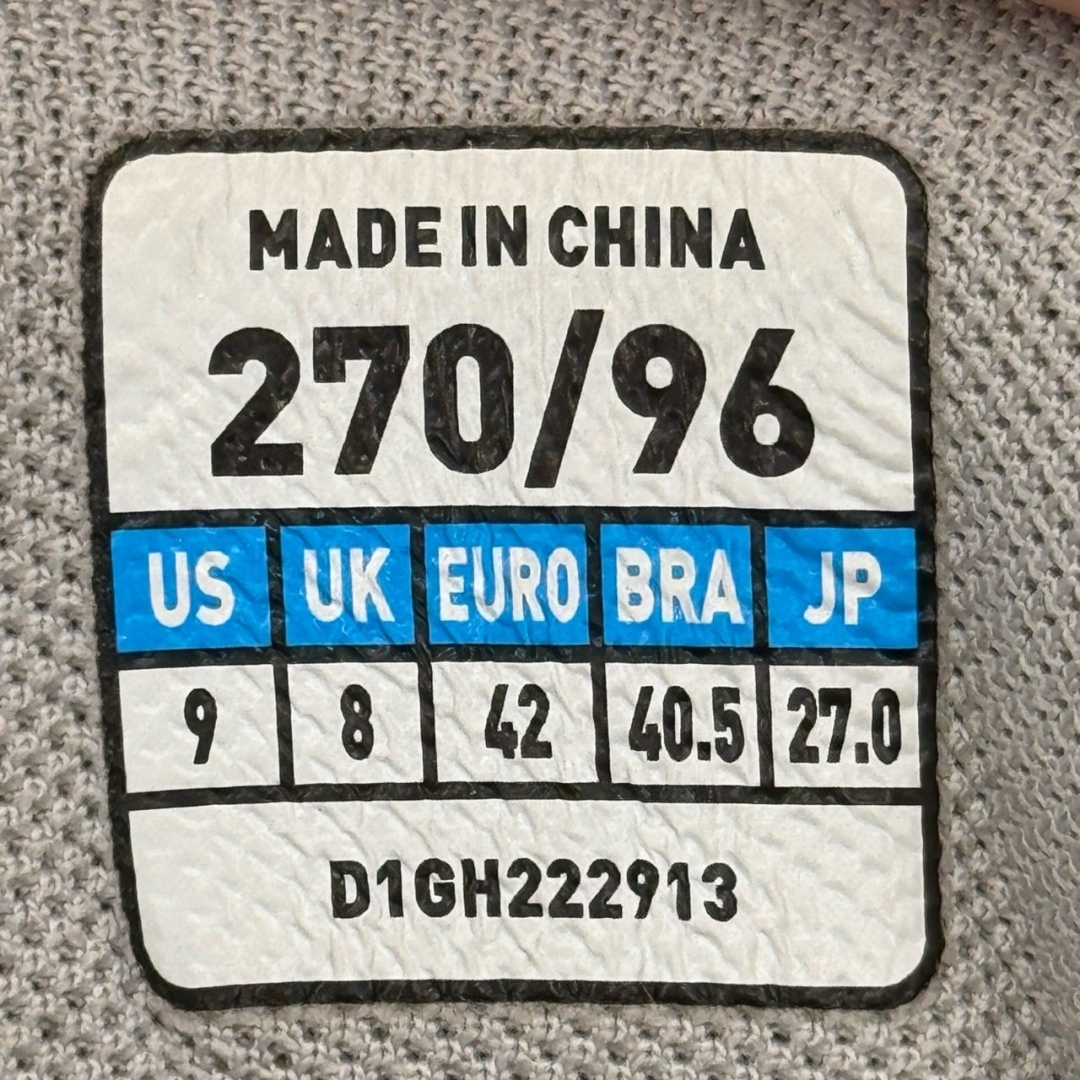 MADE IN CHINA
270/96
US UK EURO BRA JP
9 8 42 40.5 27.0
D1GH222913